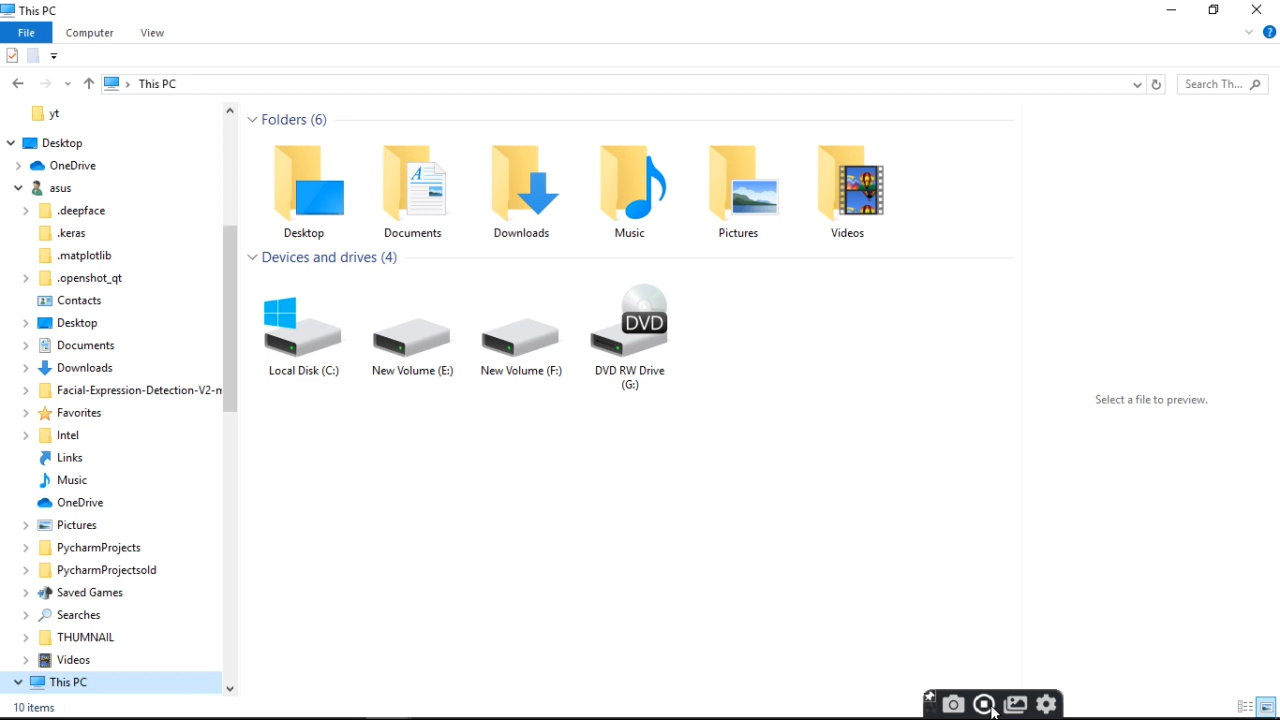 This PC
File Computer View
This PC
Search Th...
yt
Desktop
OneDrive
asus
.deepface
.keras
.matplotlib
.openshot_qt
Contacts
Desktop
Documents
Downloads
Facial-Expression-Detection-V2-m
Favorites
Intel
Links
Music
OneDrive
Pictures
PycharmProjects
PycharmProjectsold
Saved Games
Searches
THUMNAIL
Videos
This PC
Folders (6)
Desktop Documents Downloads Music Pictures Videos
Devices and drives (4)
DVD
Local Disk (C:) New Volume (E:) New Volume (F:) DVD RW Drive
(G:)
Select a file to preview.
10 items